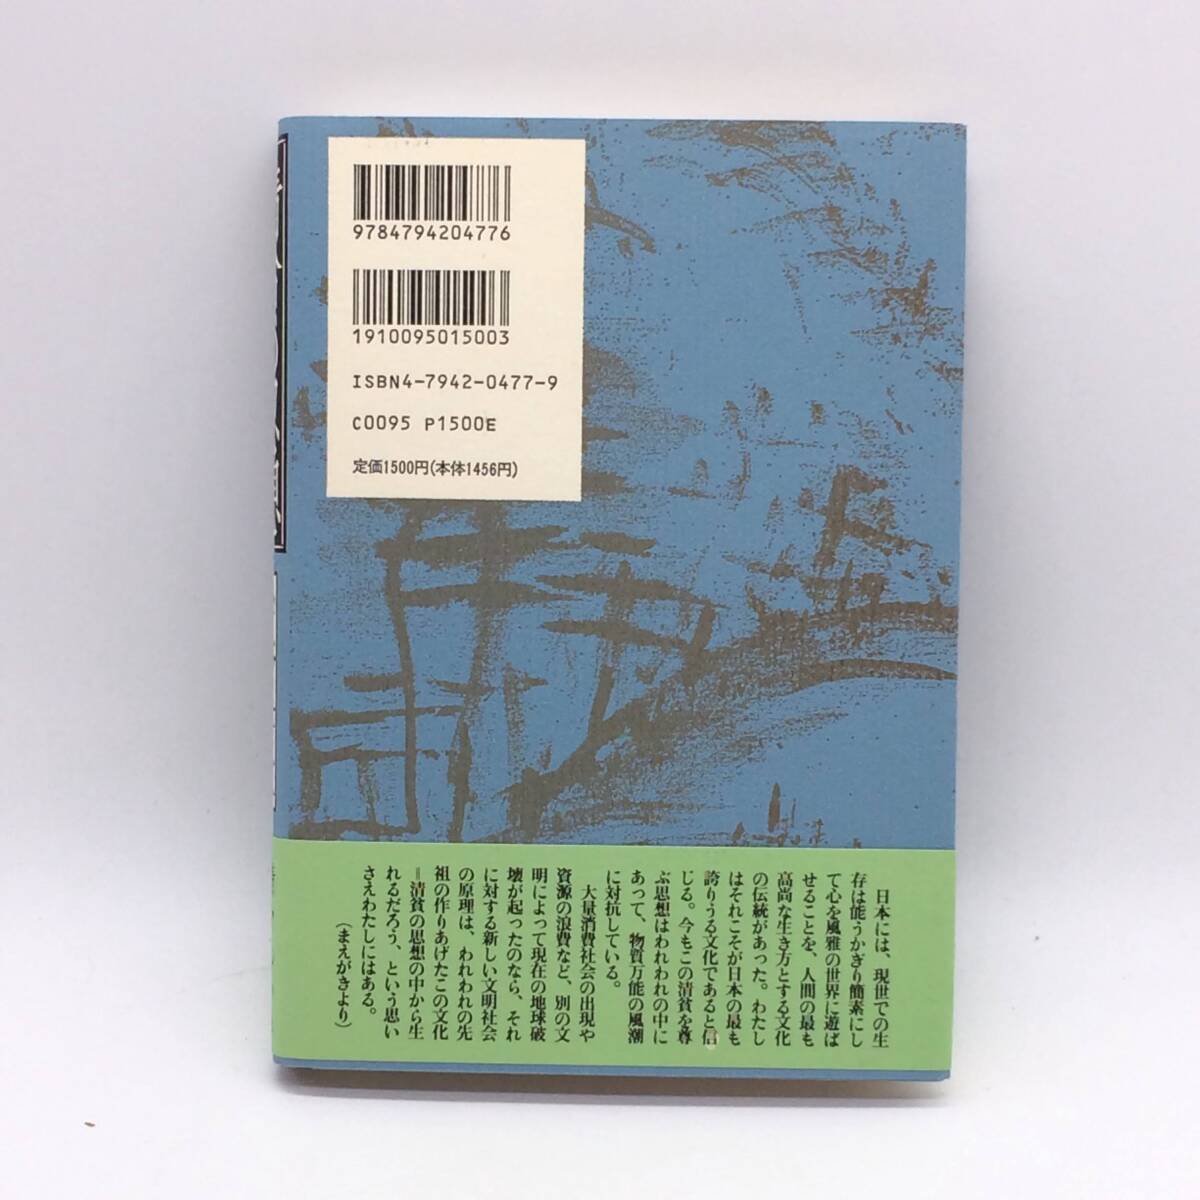 9784794204776
1910095015003
ISBN4-7942-0477-9
C0095 P1500E
定価1500円(本体1456円)
日本には、現世での生
存は能うかぎり簡素にし
て心を風雅の世界に遊ば
せることを、人間の最も
高尚な生き方とする文化
の伝統があった。わたし
はそれこそが日本の最も
誇りうる文化であると信
じる。今もこの清貧を尊
ぶ思想はわれわれの中に
あって、物質万能の風潮
に対抗している。
大量消費社会の出現や
資源の浪費など、別の文
明によって現在の地球破
壊が起ったのなら、それ
に対する新しい文明社会
の原理は、われわれの先
祖の作りあげたこの文化
＝清貧の思想の中から生
れるだろう、という思い
さえわたしにはある。
(まえがきより)